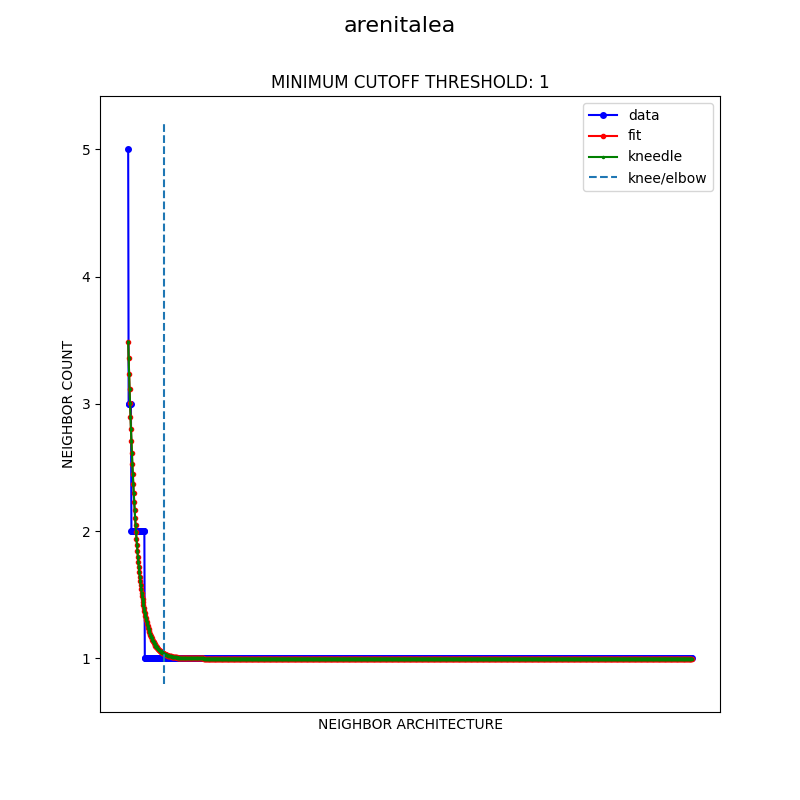 arenitalea
MINIMUM CUTOFF THRESHOLD: 1
data
fit
kneedle
knee/elbow
5
4
3
2
1
NEIGHBOR COUNT
NEIGHBOR ARCHITECTURE